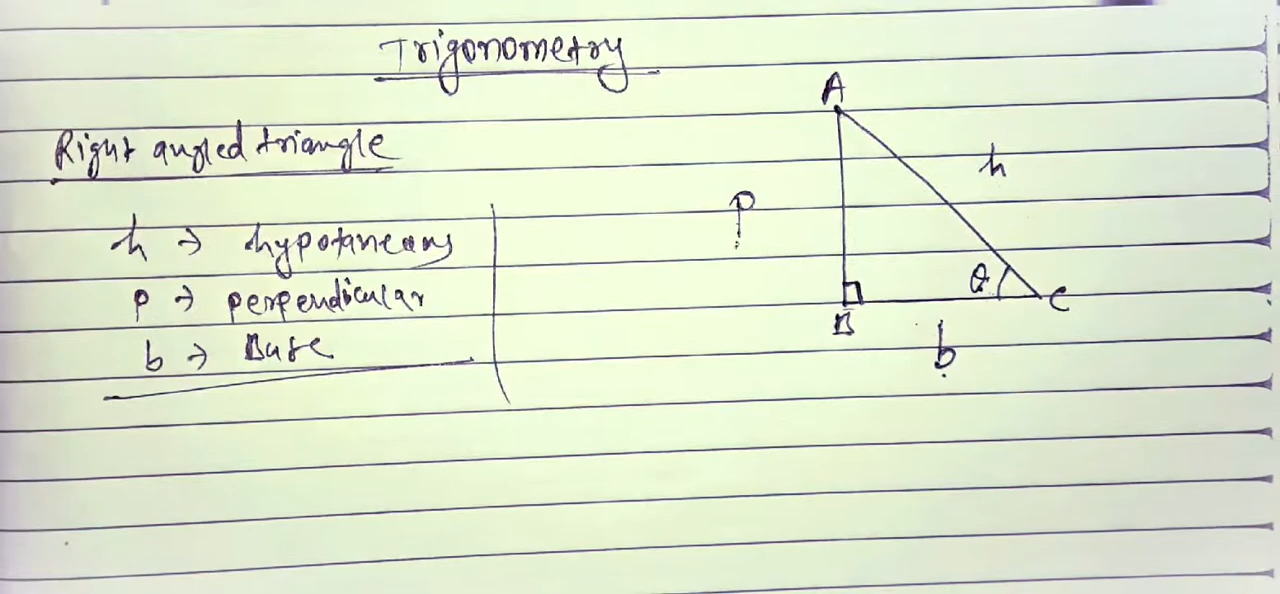 Trigonometry
Right angled triangle
h → hypotaneous
p → perpendicular
b → Base
A
h
p
θ
B
C
b